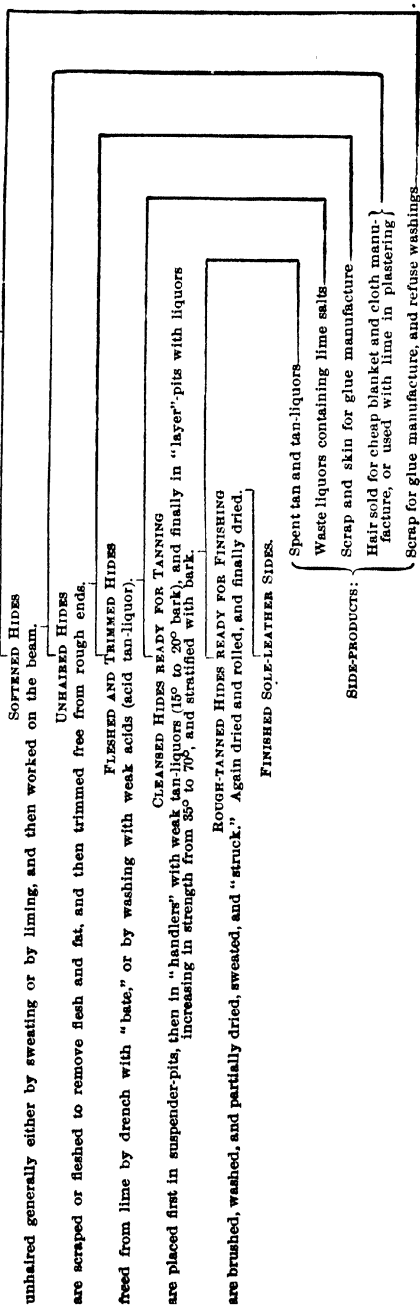 SOFTENED HIDES
unhaired generally either by sweating or by liming, and then worked on the beam.
UNHAIRED HIDES
are scraped or fleshed to remove flesh and fat, and then trimmed free from rough ends.
FLESHED AND TRIMMED HIDES
freed from lime by drench with “bate,” or by washing with weak acids (acid tan-liquor).
CLEANSED HIDES READY FOR TANNING
are placed first in suspender-pits, then in “handlers” with weak tan-liquors (15° to 20° bark), and finally in “layer”-pits with liquors
increasing in strength from 35° to 70°, and stratified with bark.
ROUGH-TANNED HIDES READY FOR FINISHING
are brushed, washed, and partially dried, sweated, and “struck.” Again dried and rolled, and finally dried.
FINISHED SOLE-LEATHER SIDES.
SIDE-PRODUCTS:
Spent tan and tan-liquors
Waste liquors containing lime salts
Scrap and skin for glue manufacture
Hair sold for cheap blanket and cloth manu-
facture, or used with lime in plastering
Scrap for glue manufacture, and refuse washings